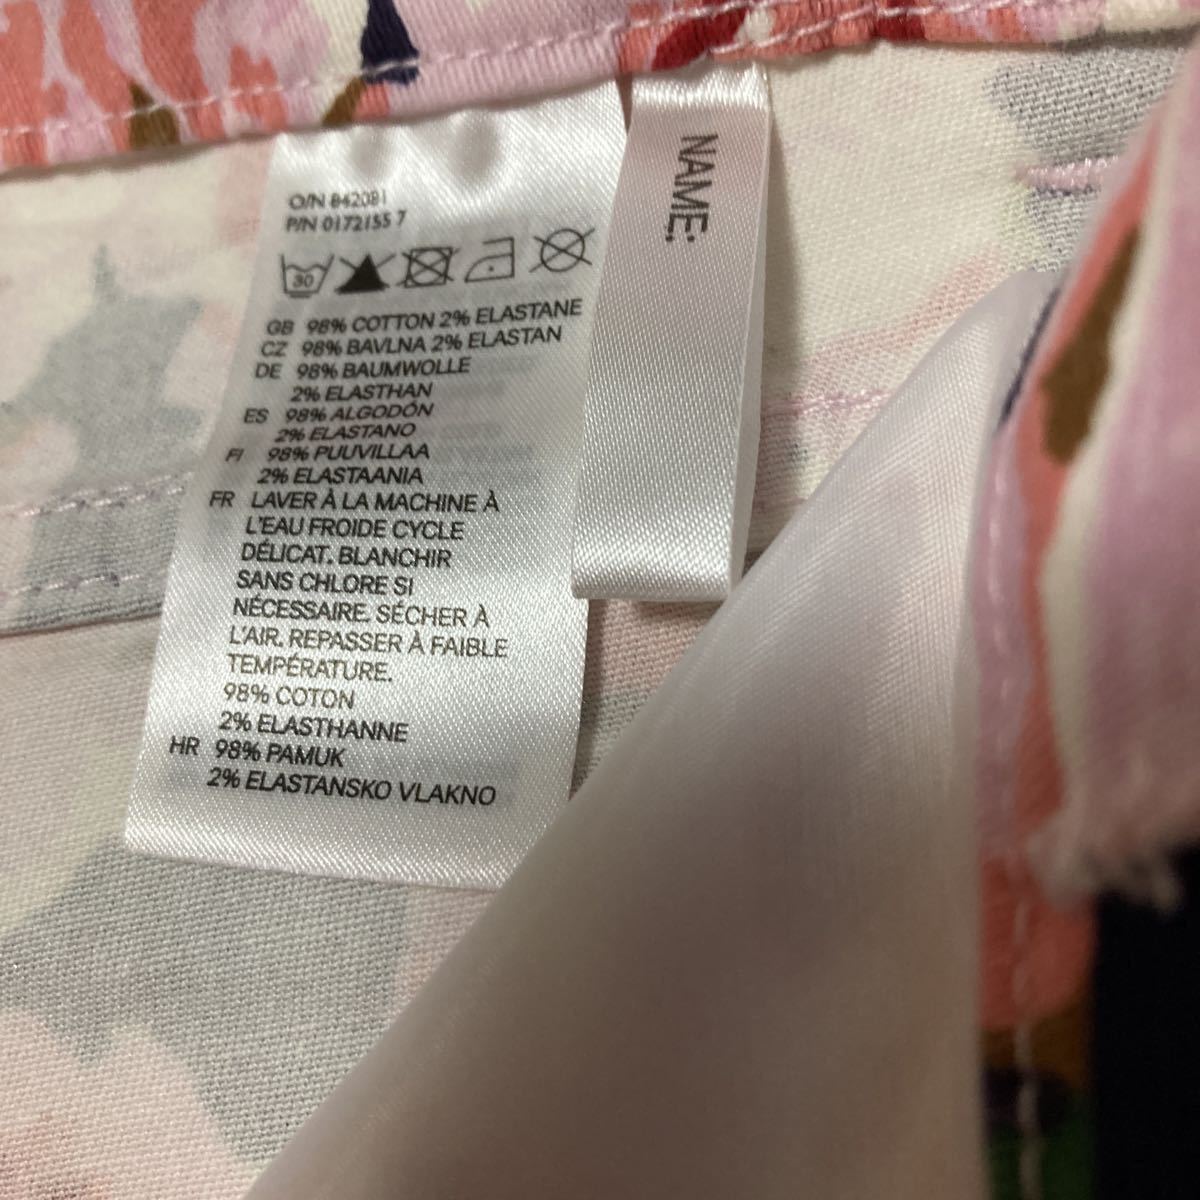 O/N 842081
P/N 0172155 7
30
GB 98% COTTON 2% ELASTANE
CZ 98% BAVLNA 2% ELASTAN
DE 98% BAUMWOLLE
2% ELASTHAN
ES 98% ALGODÓN
2% ELASTANO
FI 98% PUUVILLAA
2% ELASTAANIA
FR LAVER À LA MACHINE À
L'EAU FROIDE CYCLE
DÉLICAT. BLANCHIR
SANS CHLORE SI
NÉCESSAIRE. SÉCHER À
L'AIR. REPASSER À FAIBLE
TEMPÉRATURE.
98% COTON
2% ELASTHANNE
HR 98% PAMUK
2% ELASTANSKO VLAKNO
NAME: